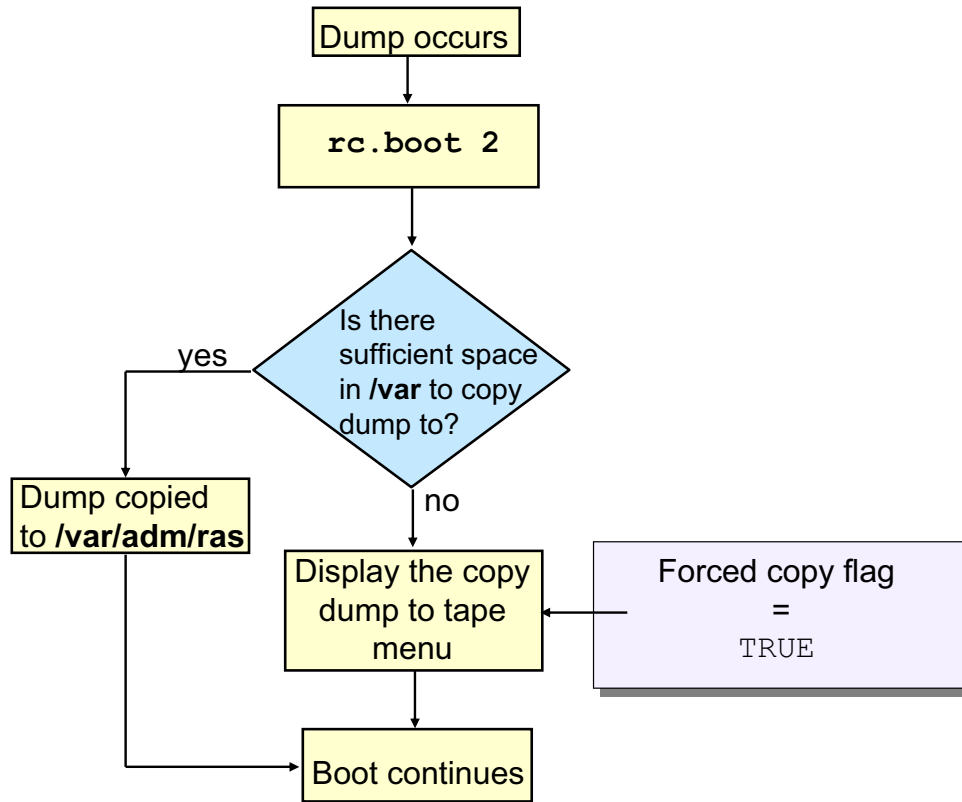 Dump occurs
rc.boot 2
Is there
sufficient space
in /var to copy
dump to?
yes
no
Dump copied
to /var/adm/ras
Display the copy
dump to tape
menu
Forced copy flag
=
TRUE
Boot continues